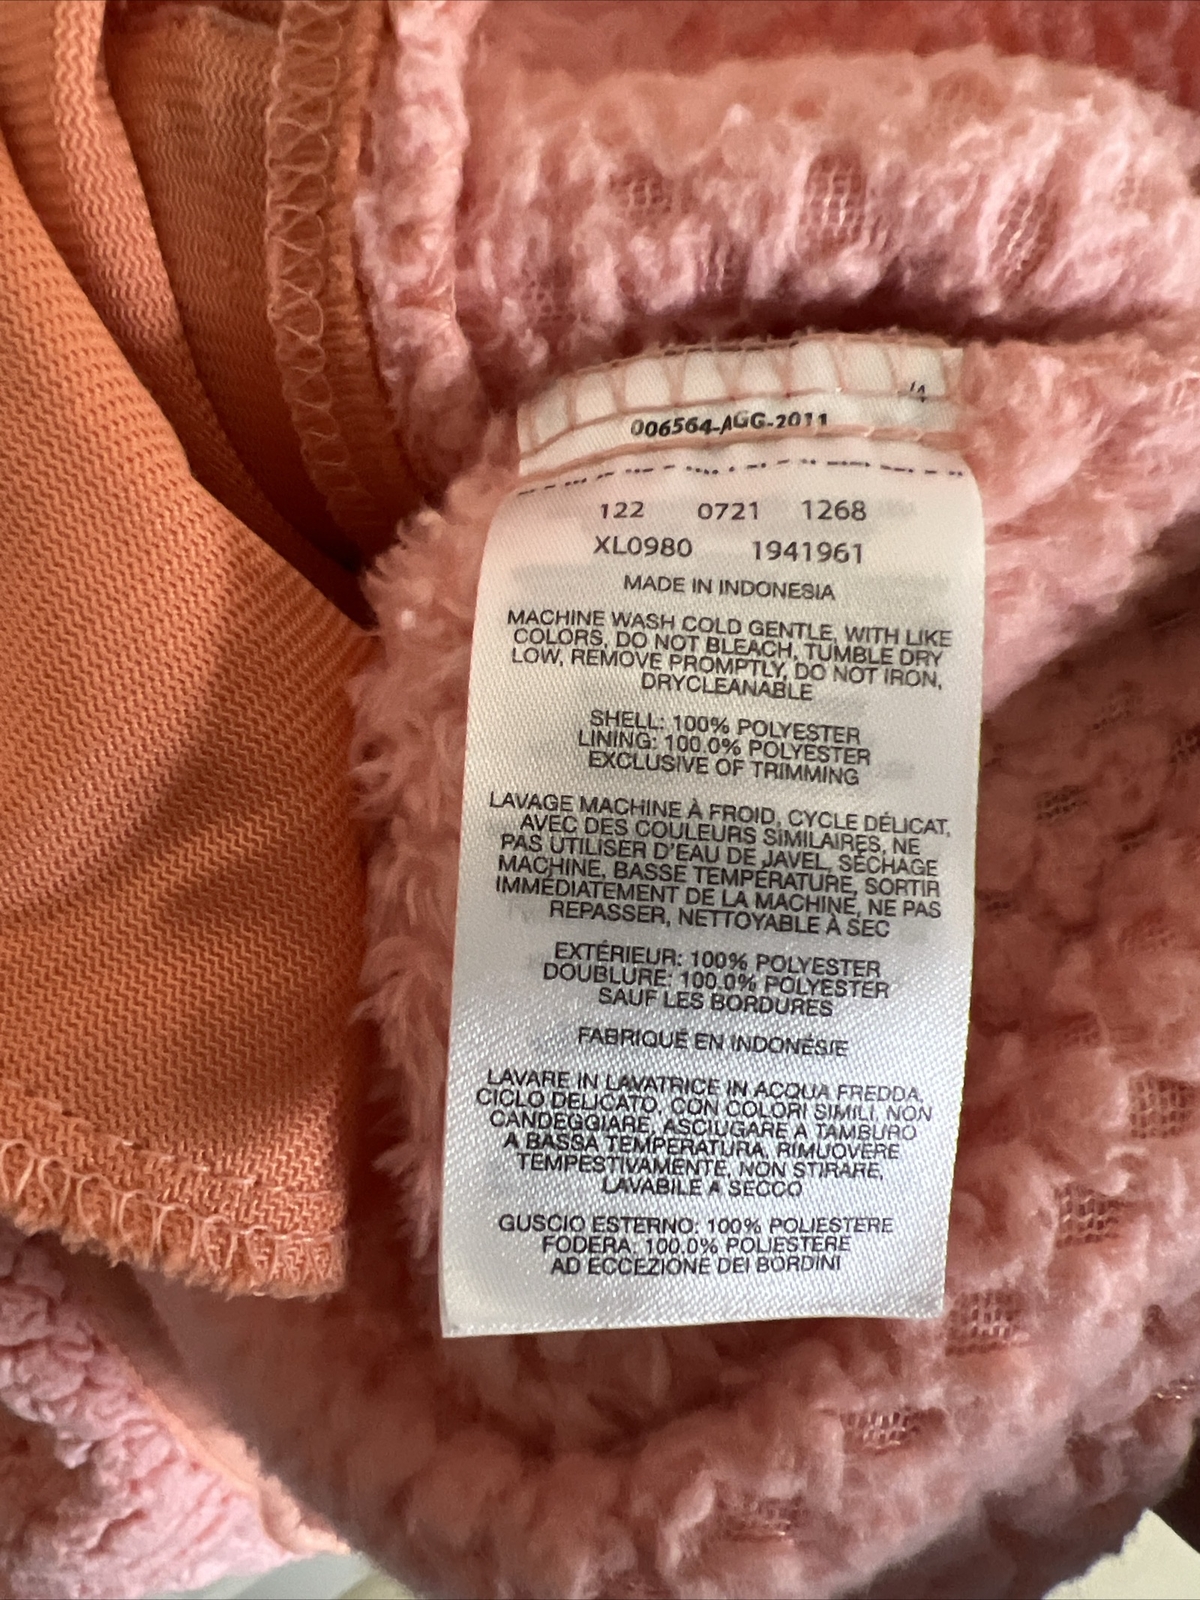 006564-AGG-2011
122 0721 1268
XL0980 1941961
MADE IN INDONESIA
MACHINE WASH COLD GENTLE, WITH LIKE
COLORS, DO NOT BLEACH, TUMBLE DRY
LOW, REMOVE PROMPTLY, DO NOT IRON,
DRYCLEANABLE
SHELL: 100% POLYESTER
LINING: 100.0% POLYESTER
EXCLUSIVE OF TRIMMING
LAVAGE MACHINE À FROID, CYCLE DÉLICAT,
AVEC DES COULEURS SIMILAIRES, NE
PAS UTILISER D'EAU DE JAVEL, SÉCHAGE
MACHINE, BASSE TEMPÉRATURE, SORTIR
IMMÉDIATEMENT DE LA MACHINE, NE PAS
REPASSER, NETTOYABLE À SEC
EXTÉRIEUR: 100% POLYESTER
DOUBLURE: 100.0% POLYESTER
SAUF LES BORDURES
FABRIQUÉ EN INDONÉSIE
LAVARE IN LAVATRICE IN ACQUA FREDDA,
CICLO DELICATO, CON COLORI SIMILI, NON
CANDEGGIARE, ASCIUGARE A TAMBURO
A BASSA TEMPERATURA, RIMUOVERE
TEMPESTIVAMENTE, NON STIRARE,
LAVABILE A SECCO
GUSCIO ESTERNO: 100% POLIESTERE
FODERA: 100.0% POLIESTERE
AD ECCEZIONE DEI BORDINI